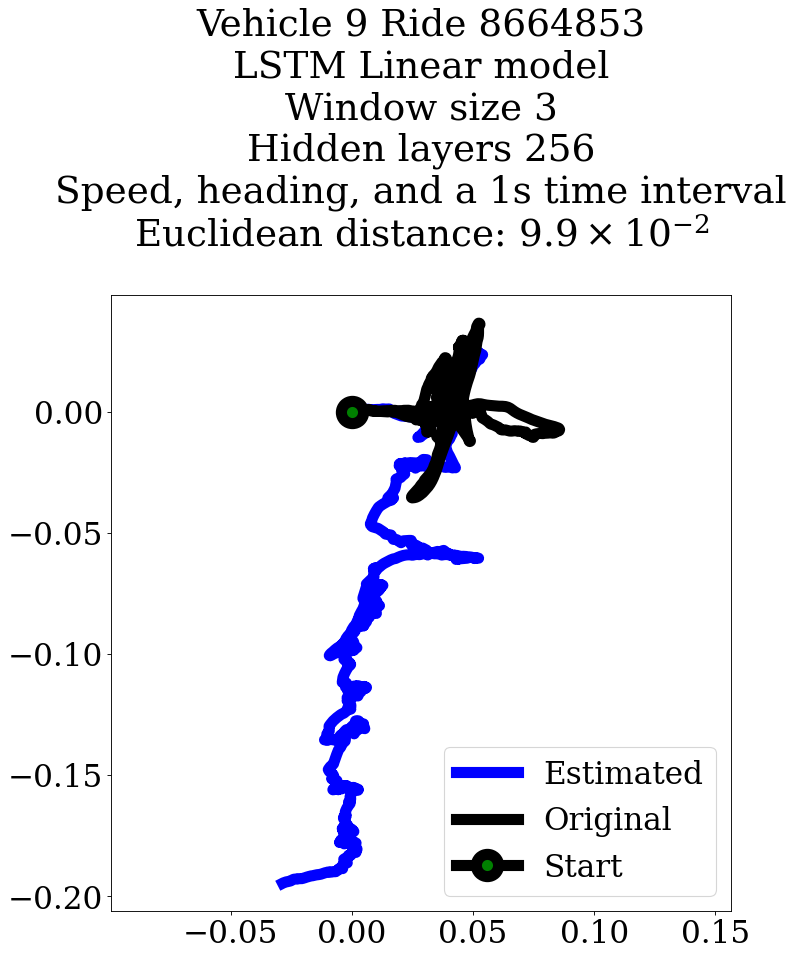 Vehicle 9 Ride 8664853
LSTM Linear model
Window size 3
Hidden layers 256
Speed, heading, and a 1s time interval
Euclidean distance: 9.9 × 10⁻²
0.00
−0.05
−0.10
−0.15
−0.20
Estimated
Original
Start
−0.05 0.00 0.05 0.10 0.15